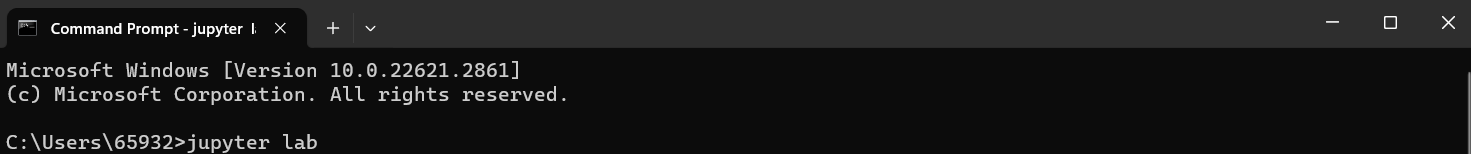 Command Prompt - jupyter l
Microsoft Windows [Version 10.0.22621.2861]
(c) Microsoft Corporation. All rights reserved.
C:\Users\65932>jupyter lab